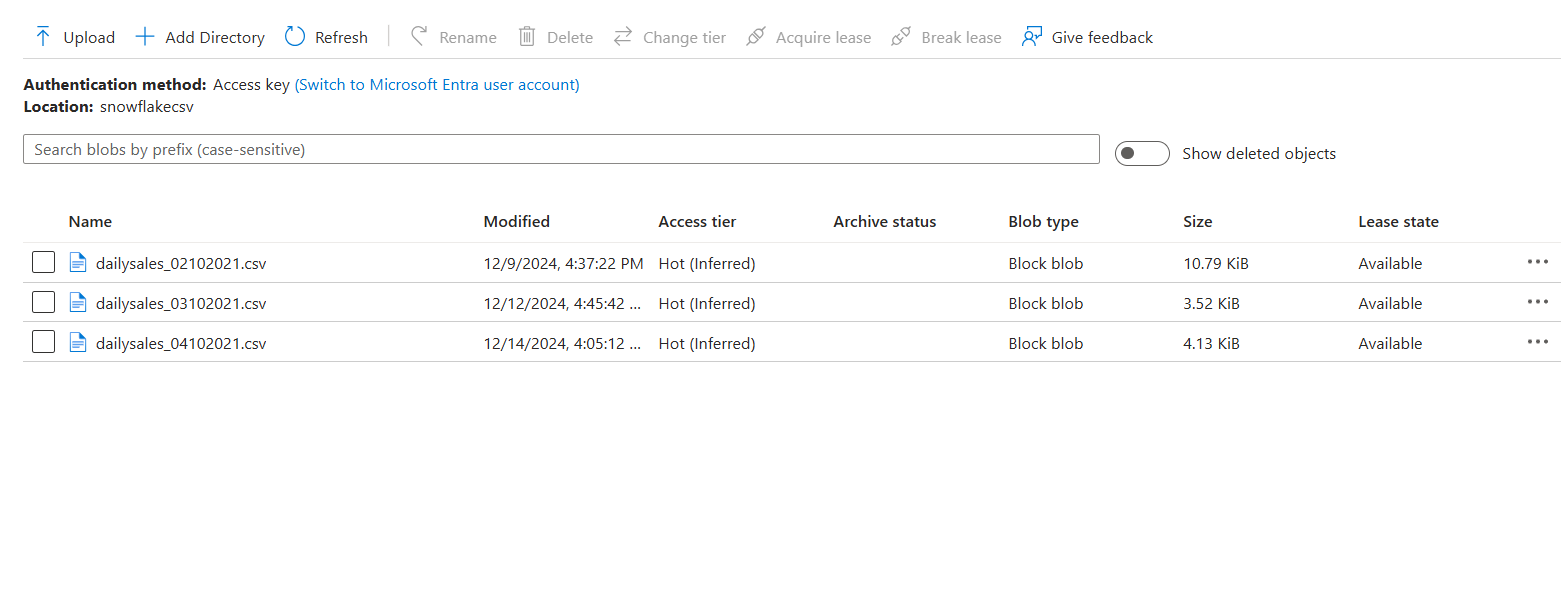 Upload Add Directory Refresh Rename Delete Change tier Acquire lease Break lease Give feedback
Authentication method: Access key (Switch to Microsoft Entra user account)
Location: snowflakecsv
Search blobs by prefix (case-sensitive) Show deleted objects
Name Modified Access tier Archive status Blob type Size Lease state
dailysales_02102021.csv 12/9/2024, 4:37:22 PM Hot (Inferred) Block blob 10.79 KiB Available
dailysales_03102021.csv 12/12/2024, 4:45:42 ... Hot (Inferred) Block blob 3.52 KiB Available
dailysales_04102021.csv 12/14/2024, 4:05:12 ... Hot (Inferred) Block blob 4.13 KiB Available